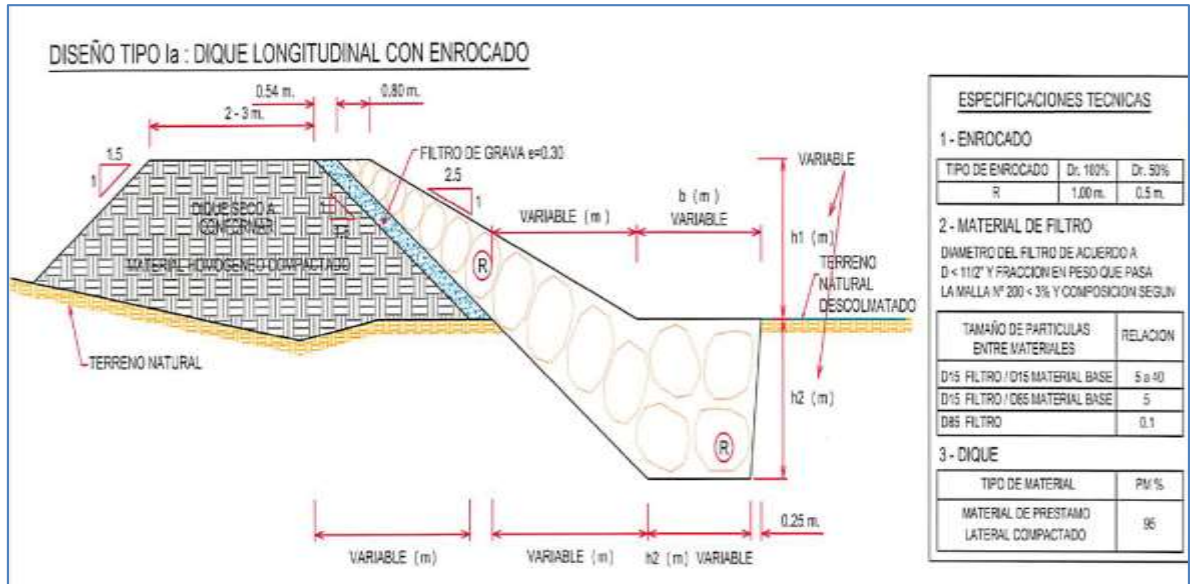 DISEÑO TIPO Ia : DIQUE LONGITUDINAL CON ENROCADO
0.54 m.
0.80 m.
2 - 3 m.
1.5
1
FILTRO DE GRAVA e=0.30
2.5
1
VARIABLE
b (m)
VARIABLE (m)
VARIABLE
DIQUE SECO A
CONFORMAR
MATERIAL HOMOGENEO COMPACTADO
1
R
h1 (m)
TERRENO
NATURAL
DESCOLMATADO
TERRENO NATURAL
h2 (m)
R
0.25 m.
VARIABLE (m)
VARIABLE (m)
h2 (m) VARIABLE
ESPECIFICACIONES TECNICAS
1 - ENROCADO
TIPO DE ENROCADO Dr. 100% Dr. 50%
R 1,00 m. 0.5 m.
2 - MATERIAL DE FILTRO
DIAMETRO DEL FILTRO DE ACUERDO A
D < 11/2" Y FRACCION EN PESO QUE PASA
LA MALLA Nº 200 < 3% Y COMPOSICION SEGUN
TAMAÑO DE PARTICULAS
ENTRE MATERIALES
RELACION
D15 FILTRO / D15 MATERIAL BASE 5 a 40
D15 FILTRO / D85 MATERIAL BASE 5
D85 FILTRO 0.1
3 - DIQUE
TIPO DE MATERIAL PM %
MATERIAL DE PRESTAMO
LATERAL COMPACTADO
95